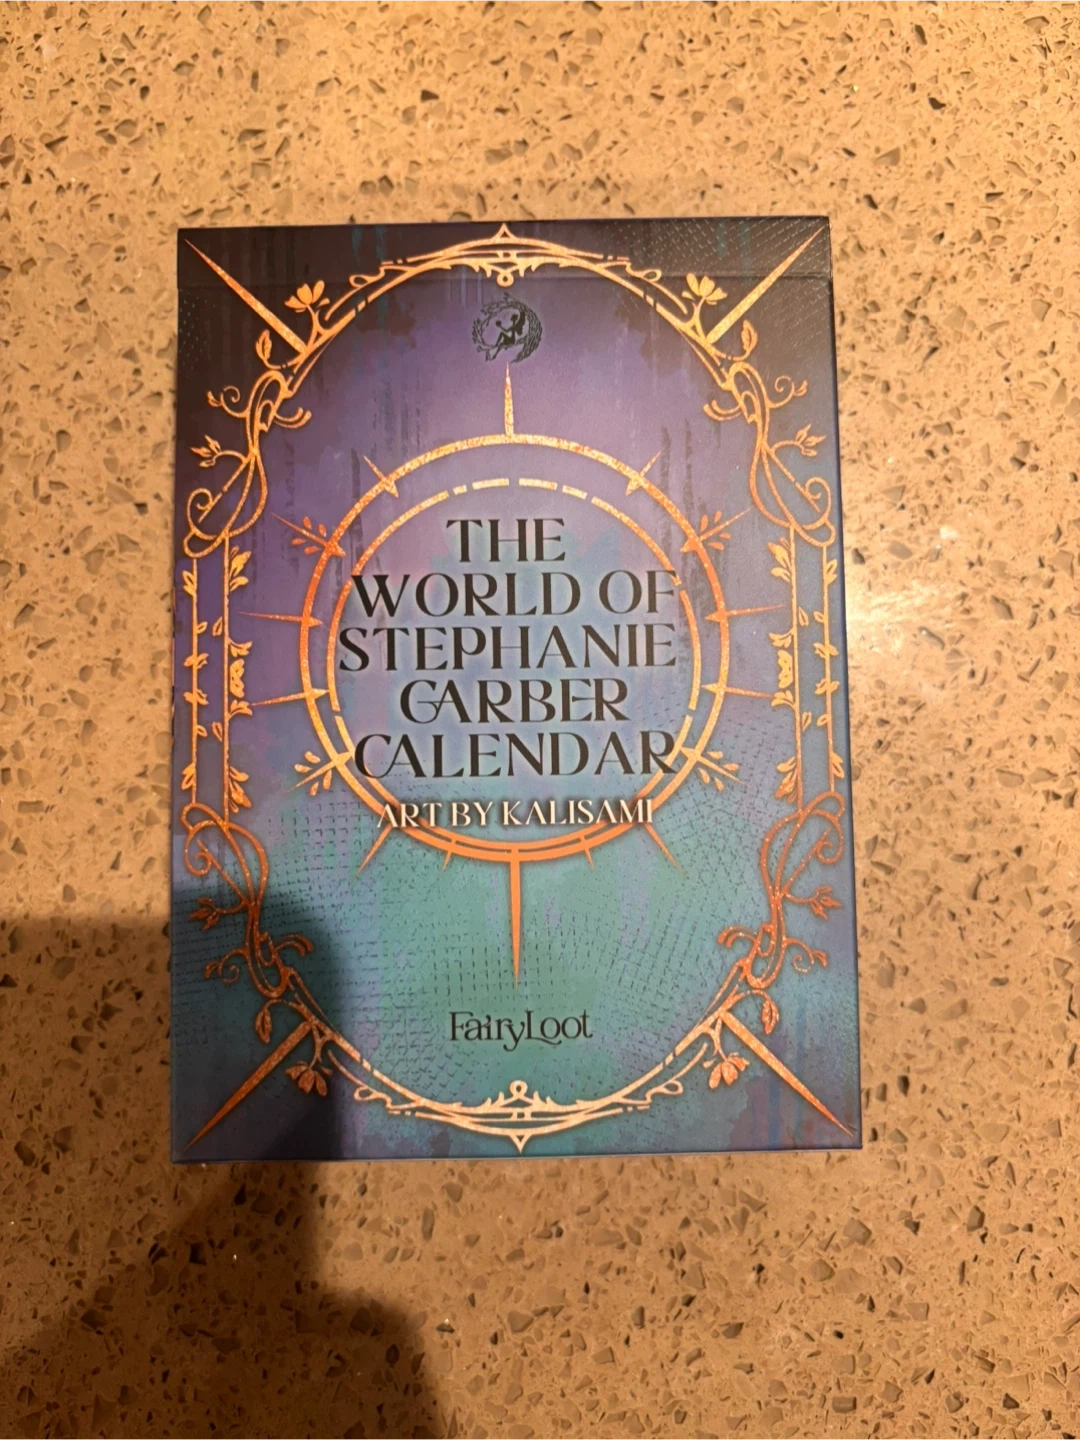 THE
WORLD OF
STEPHANIE
GARBER
CALENDAR
ART BY KALISAMI
FairyLoot